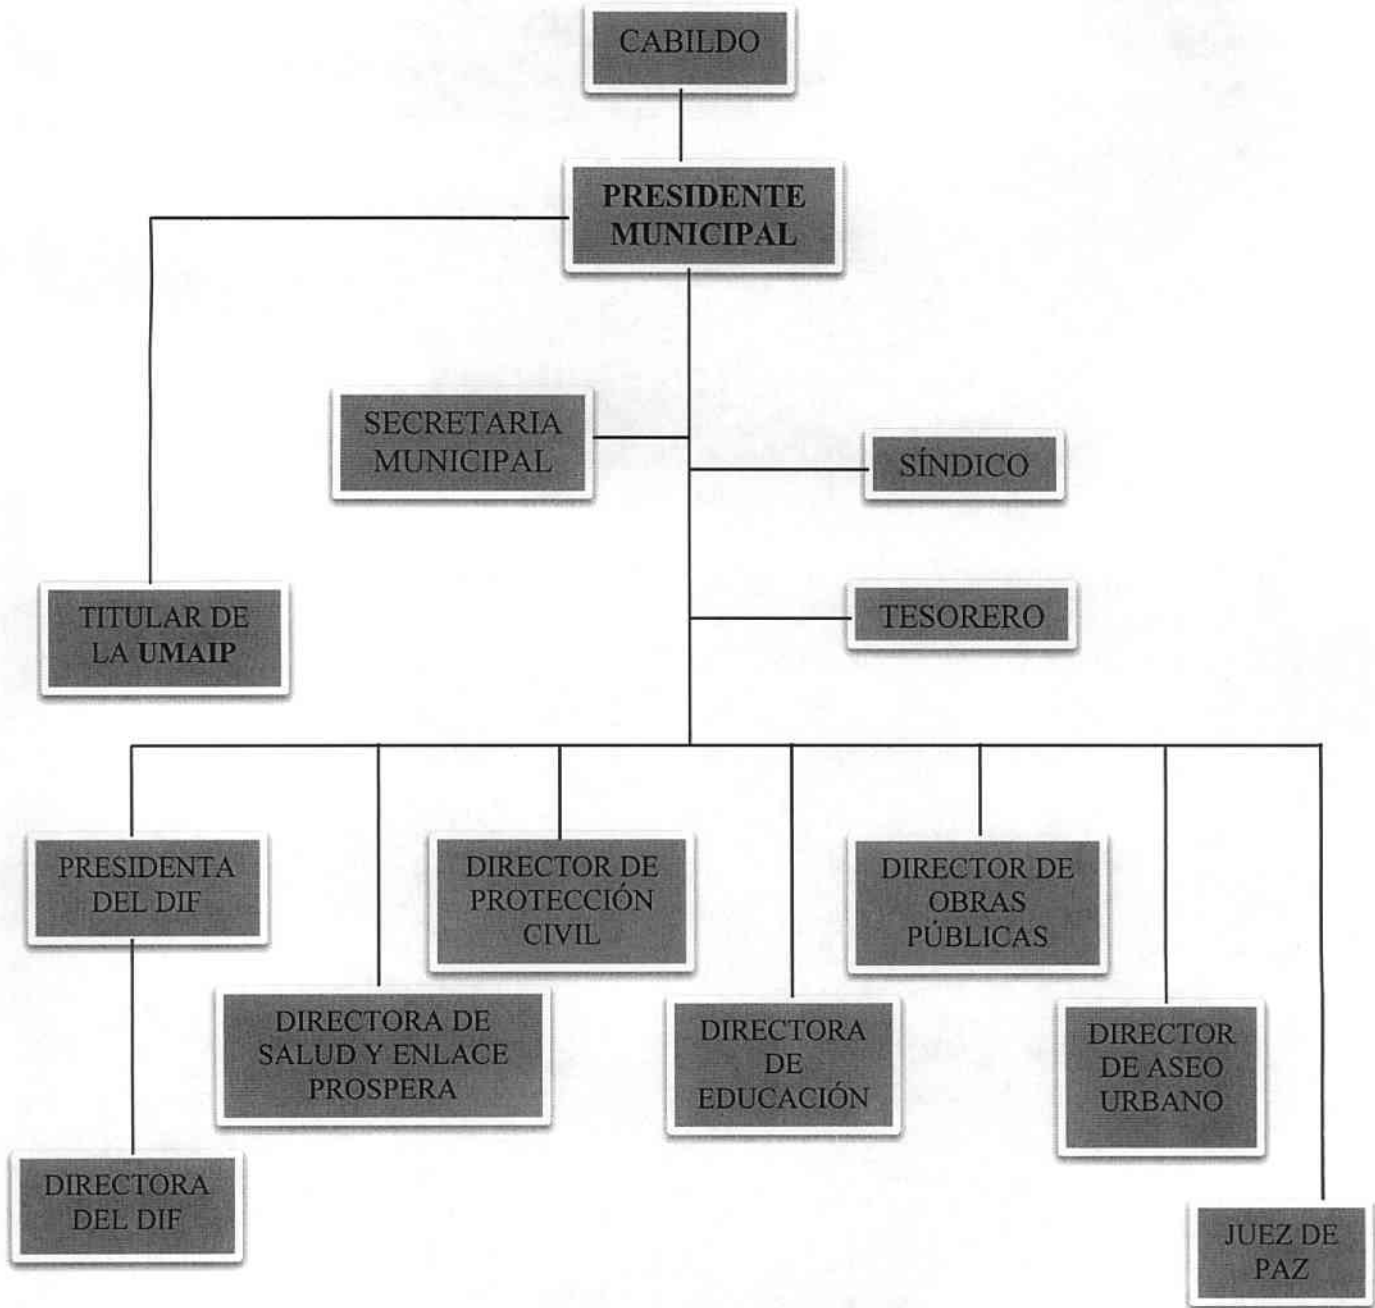 CABILDO
PRESIDENTE
MUNICIPAL
SECRETARIA
MUNICIPAL
SÍNDICO
TITULAR DE
LA UMAIP
TESORERO
PRESIDENTA
DEL DIF
DIRECTOR DE
PROTECCIÓN
CIVIL
DIRECTOR DE
OBRAS
PÚBLICAS
DIRECTORA DE
SALUD Y ENLACE
PROSPERA
DIRECTORA
DE
EDUCACIÓN
DIRECTOR
DE ASEO
URBANO
DIRECTORA
DEL DIF
JUEZ DE
PAZ